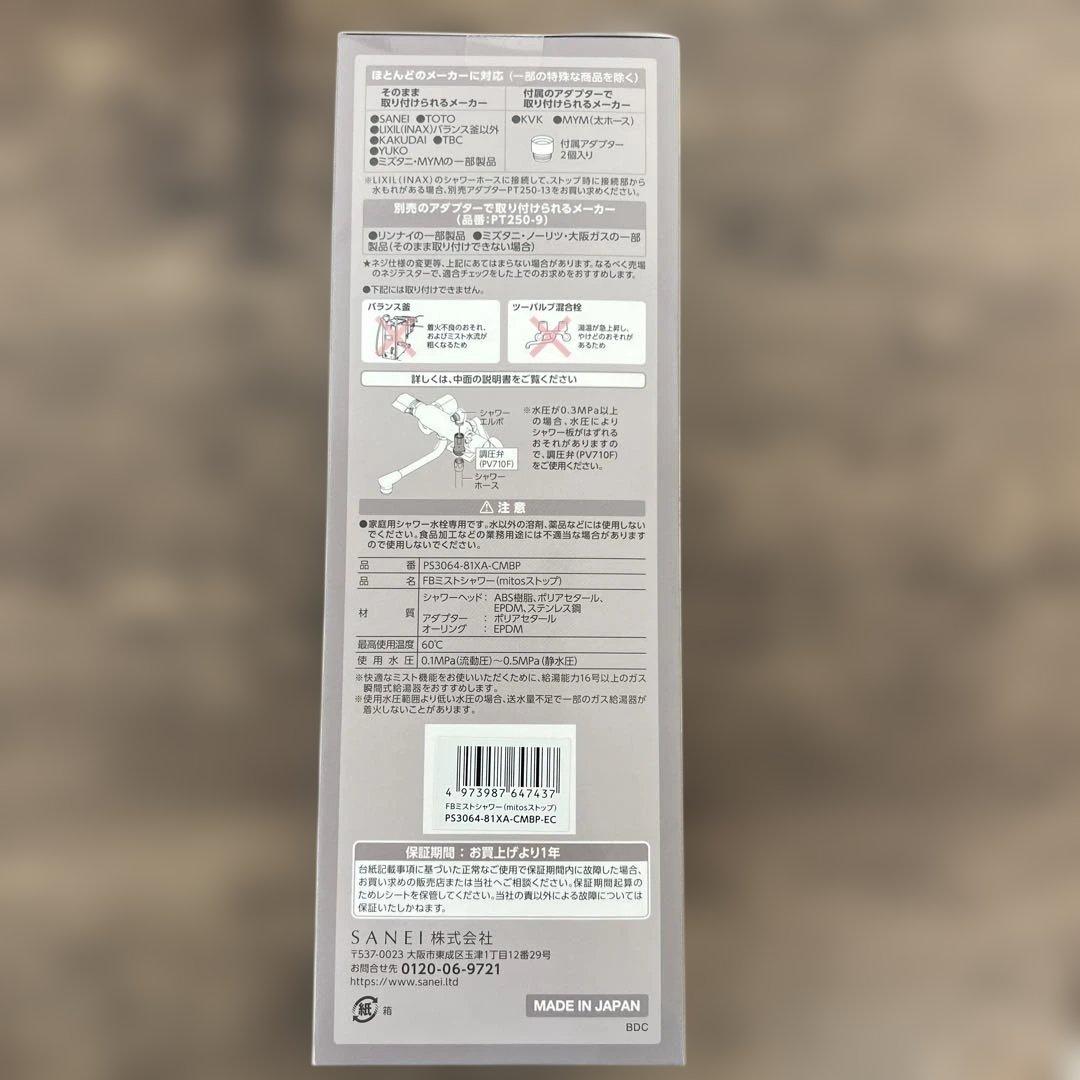 ほとんどのメーカーに対応（一部の特殊な商品を除く）
そのまま
取り付けられるメーカー
●SANEI ●TOTO
●LIXIL(INAX)バランス釜以外
●KAKUDAI ●TBC
●YUKO
●ミズタニ・MYMの一部製品
付属のアダプターで
取り付けられるメーカー
●KVK ●MYM(太ホース)
付属アダプター
2個入り
※LIXIL(INAX)のシャワーホースに接続して、ストップ時に接続部から
水もれがある場合、別売アダプターPT250-13をお買い求めください。
別売のアダプターで取り付けられるメーカー
(品番:PT250-9)
●リンナイの一部製品 ●ミズタニ・ノーリツ・大阪ガスの一部
製品(そのまま取り付けできない場合)
★ネジ仕様の変更等、上記にあてはまらない場合があります。なるべく売場
のネジテスターで、適合チェックをした上でのお求めをおすすめします。
●下記には取り付けできません。
バランス釜
着火不良のおそれ、
およびミスト水流が
粗くなるため
ツーバルブ混合栓
湯温が急上昇し、
やけどのおそれが
あるため
詳しくは、中面の説明書をご覧ください
シャワー
エルボ
調圧弁
(PV710F)
シャワー
ホース
※水圧が0.3MPa以上
の場合、水圧により
シャワー板がはずれる
おそれがありますの
で、調圧弁(PV710F)
をご使用ください。
⚠注意
●家庭用シャワー水栓専用です。水以外の溶剤、薬品などには使用しない
でください。食品加工などの業務用途には不適当な場合があります
ので使用しないでください。
品番 PS3064-81XA-CMBP
品名 FBミストシャワー(mitosストップ)
材質 シャワーヘッド: ABS樹脂、ポリアセタール、
EPDM、ステンレス鋼
アダプター : ポリアセタール
オーリング : EPDM
最高使用温度 60℃
使用水圧 0.1MPa(流動圧)～0.5MPa(静水圧)
※快適なミスト機能をお使いいただくために、給湯能力16号以上のガス
瞬間式給湯器をおすすめします。
※使用水圧範囲より低い水圧の場合、送水量不足で一部のガス給湯器が
着火しないことがあります。
4 973987 647437
FBミストシャワー(mitosストップ)
PS3064-81XA-CMBP-EC
保証期間：お買上げより1年
台紙記載事項に基づいた正常なご使用で保証期間内に故障した場合、
お買い求めの販売店または当社へご相談ください。保証期間起算の
ためレシートを保管してください。当社の責以外による故障については
保証いたしかねます。
SANEI 株式会社
〒537-0023 大阪市東成区玉津1丁目12番29号
お問合せ先 0120-06-9721
https://www.sanei.ltd
紙 箱
MADE IN JAPAN
BDC